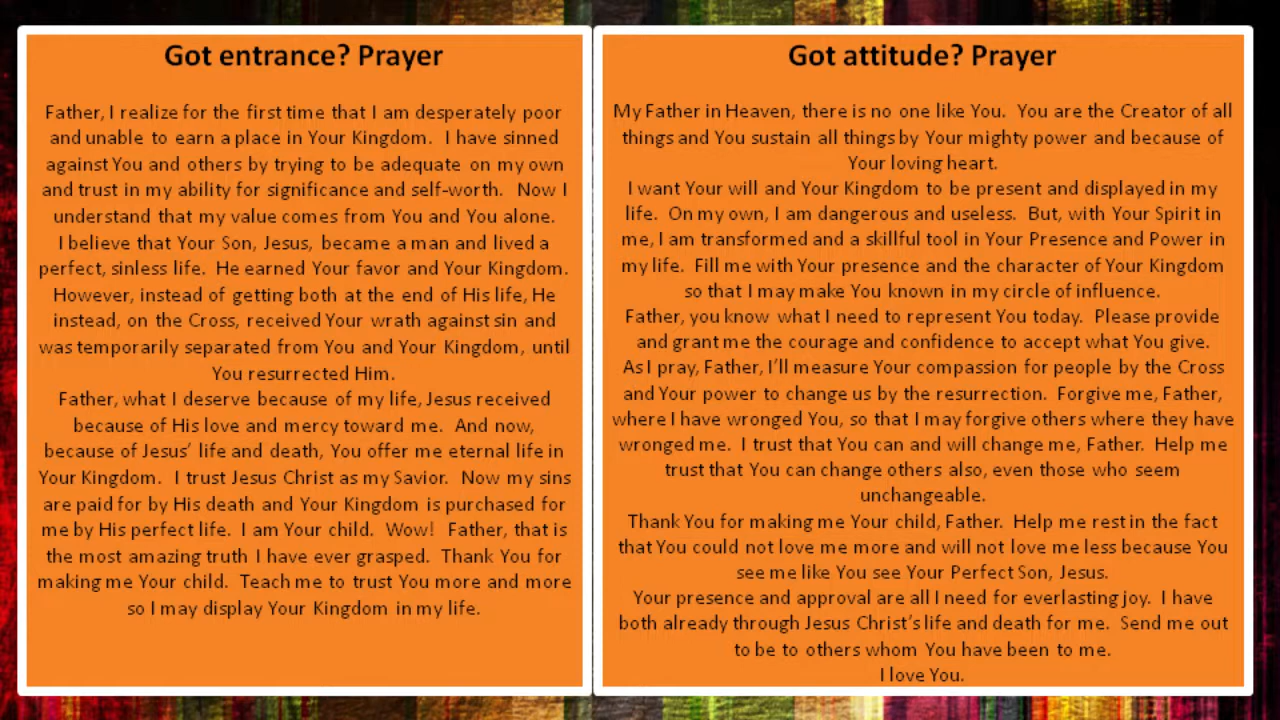 Got entrance? Prayer
Father, I realize for the first time that I am desperately poor
and unable to earn a place in Your Kingdom. I have sinned
against You and others by trying to be adequate on my own
and trust in my ability for significance and self-worth. Now I
understand that my value comes from You and You alone.
I believe that Your Son, Jesus, became a man and lived a
perfect, sinless life. He earned Your favor and Your Kingdom.
However, instead of getting both at the end of His life, He
instead, on the Cross, received Your wrath against sin and
was temporarily separated from You and Your Kingdom, until
You resurrected Him.
Father, what I deserve because of my life, Jesus received
because of His love and mercy toward me. And now,
because of Jesus’ life and death, You offer me eternal life in
Your Kingdom. I trust Jesus Christ as my Savior. Now my sins
are paid for by His death and Your Kingdom is purchased for
me by His perfect life. I am Your child. Wow! Father, that is
the most amazing truth I have ever grasped. Thank You for
making me Your child. Teach me to trust You more and more
so I may display Your Kingdom in my life.
Got attitude? Prayer
My Father in Heaven, there is no one like You. You are the Creator of all
things and You sustain all things by Your mighty power and because of
Your loving heart.
I want Your will and Your Kingdom to be present and displayed in my
life. On my own, I am dangerous and useless. But, with Your Spirit in
me, I am transformed and a skillful tool in Your Presence and Power in
my life. Fill me with Your presence and the character of Your Kingdom
so that I may make You known in my circle of influence.
Father, you know what I need to represent You today. Please provide
and grant me the courage and confidence to accept what You give.
As I pray, Father, I’ll measure Your compassion for people by the Cross
and Your power to change us by the resurrection. Forgive me, Father,
where I have wronged You, so that I may forgive others where they have
wronged me. I trust that You can and will change me, Father. Help me
trust that You can change others also, even those who seem
unchangeable.
Thank You for making me Your child, Father. Help me rest in the fact
that You could not love me more and will not love me less because You
see me like You see Your Perfect Son, Jesus.
Your presence and approval are all I need for everlasting joy. I have
both already through Jesus Christ’s life and death for me. Send me out
to be to others whom You have been to me.
I love You.